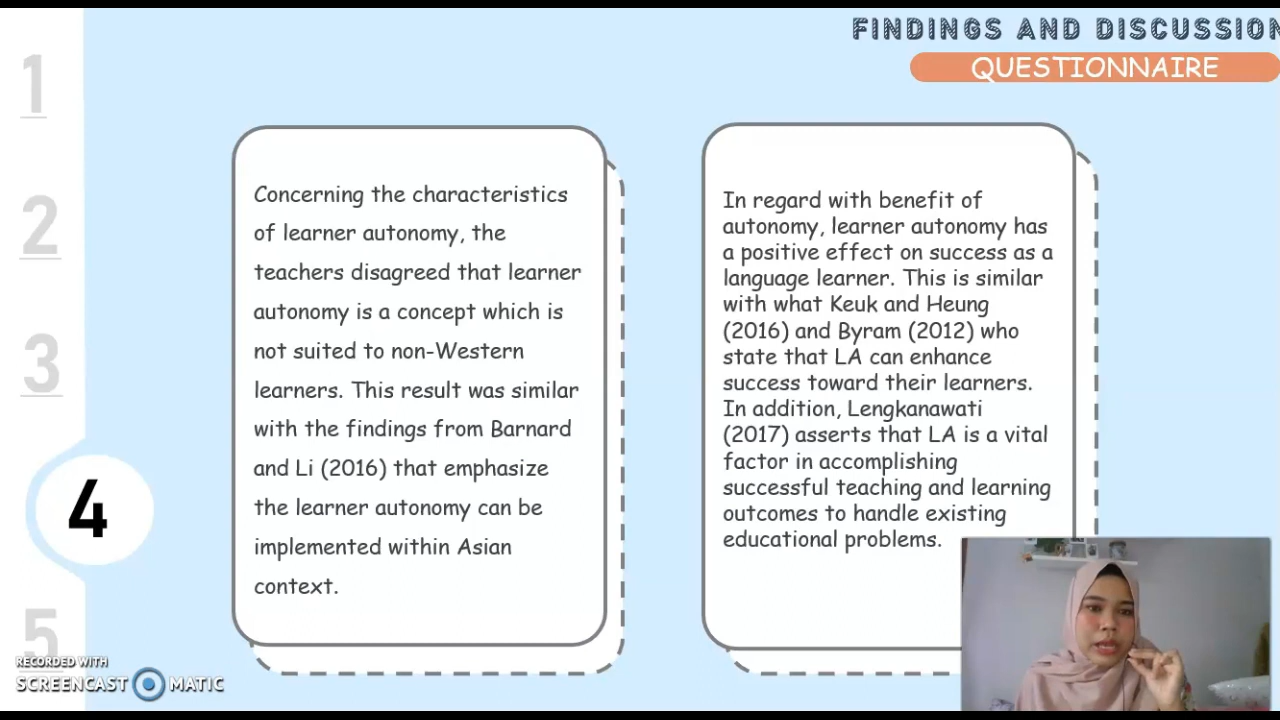 FINDINGS AND DISCUSSION
QUESTIONNAIRE
1
2
3
4
5
Concerning the characteristics
of learner autonomy, the
teachers disagreed that learner
autonomy is a concept which is
not suited to non-Western
learners. This result was similar
with the findings from Barnard
and Li (2016) that emphasize
the learner autonomy can be
implemented within Asian
context.
In regard with benefit of
autonomy, learner autonomy has
a positive effect on success as a
language learner. This is similar
with what Keuk and Heung
(2016) and Byram (2012) who
state that LA can enhance
success toward their learners.
In addition, Lengkanawati
(2017) asserts that LA is a vital
factor in accomplishing
successful teaching and learning
outcomes to handle existing
educational problems.
RECORDED WITH
SCREENCAST MATIC